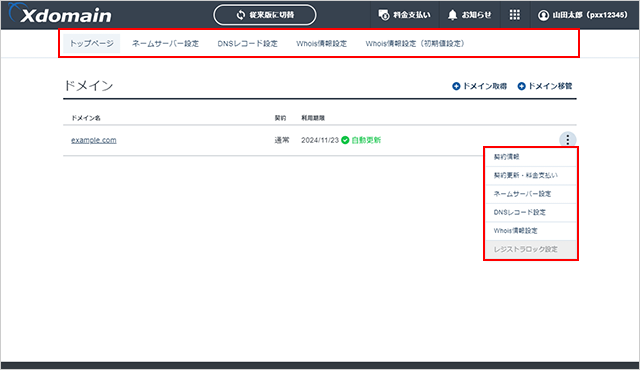 Xdomain 従来版に切替 料金支払い お知らせ 山田太郎（pxx12345）
トップページ ネームサーバー設定 DNSレコード設定 Whois情報設定 Whois情報設定（初期値設定）
ドメイン ドメイン取得 ドメイン移管
ドメイン名 契約 利用期限
example.com 通常 2024/11/23 自動更新
契約情報
契約更新・料金支払い
ネームサーバー設定
DNSレコード設定
Whois情報設定
レジストラロック設定